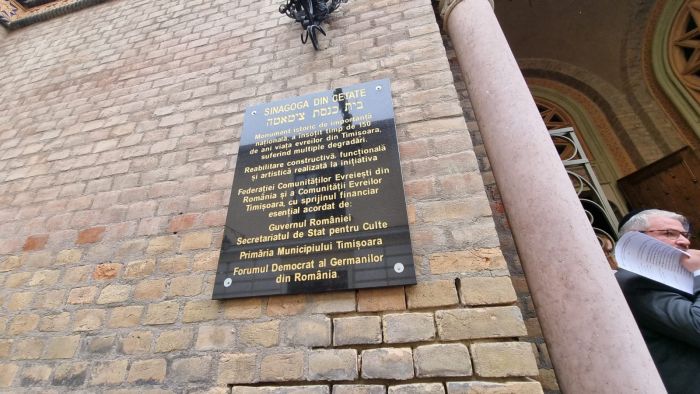 SINAGOGA DIN CETATE
בית כנסת ציטאטה
Monument istoric de importanță
națională a însoțit timp de 150
de ani viața evreilor din Timișoara,
suferind multiple degradări.
Reabilitare constructivă, funcțională
și artistică realizată la inițiativa
Federației Comunităților Evreiești din
România și a Comunității Evreilor
Timișoara, cu sprijinul financiar
esențial acordat de:
Guvernul României
Secretariatul de Stat pentru Culte
Primăria Municipiului Timișoara
Forumul Democrat al Germanilor
din România